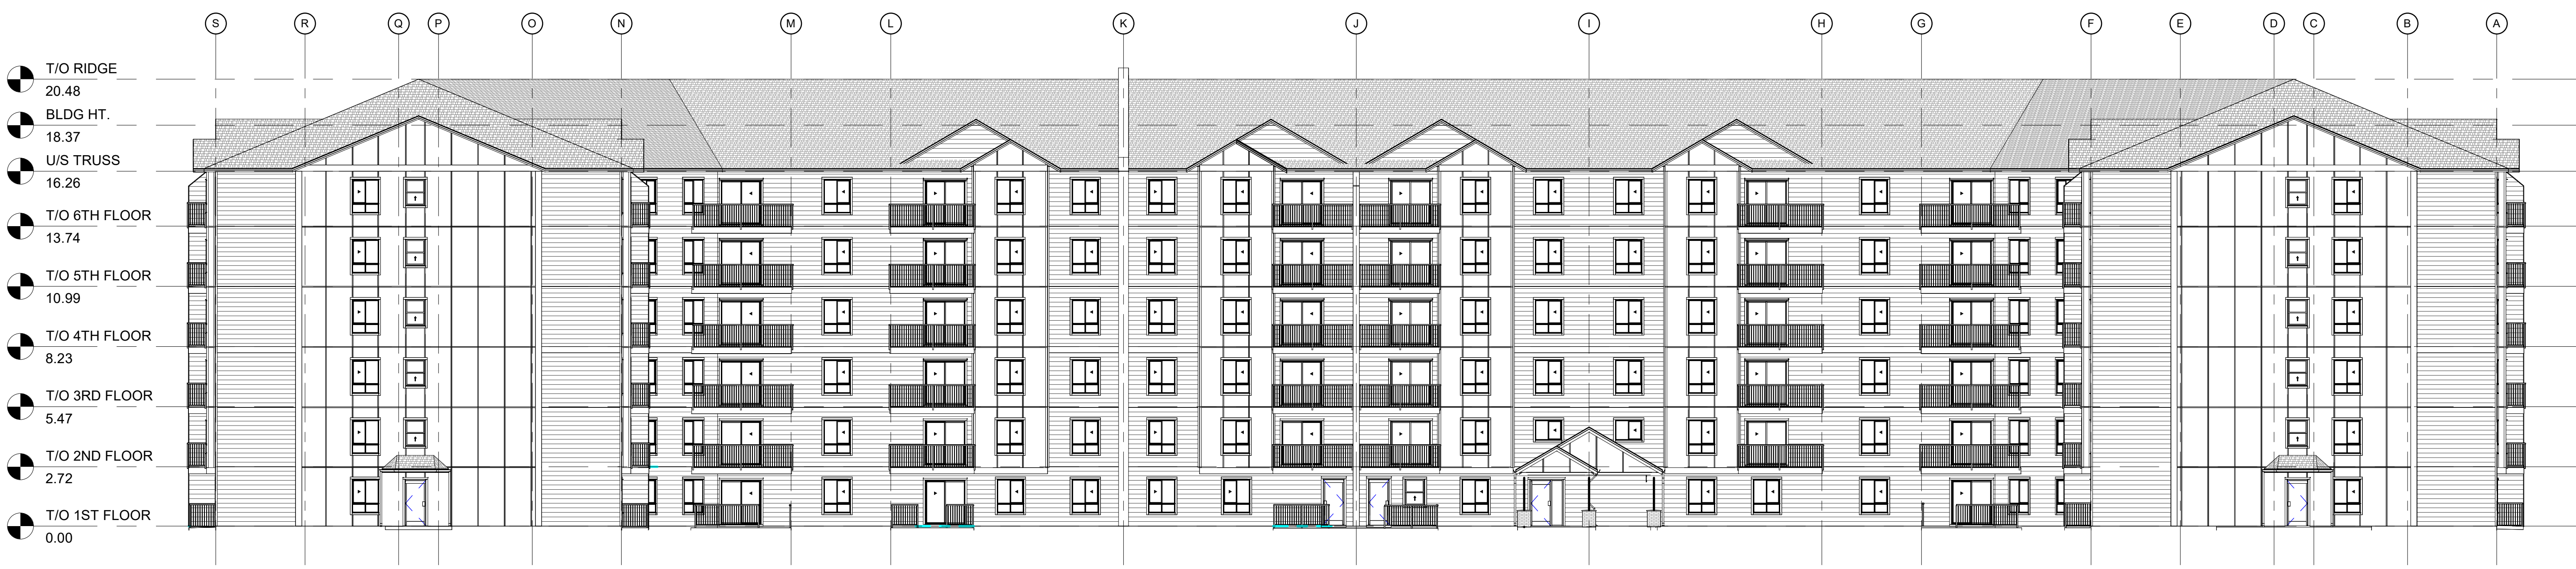 S R Q P O N M L K J I H G F E D C B A
T/O RIDGE
20.48
BLDG HT.
18.37
U/S TRUSS
16.26
T/O 6TH FLOOR
13.74
T/O 5TH FLOOR
10.99
T/O 4TH FLOOR
8.23
T/O 3RD FLOOR
5.47
T/O 2ND FLOOR
2.72
T/O 1ST FLOOR
0.00